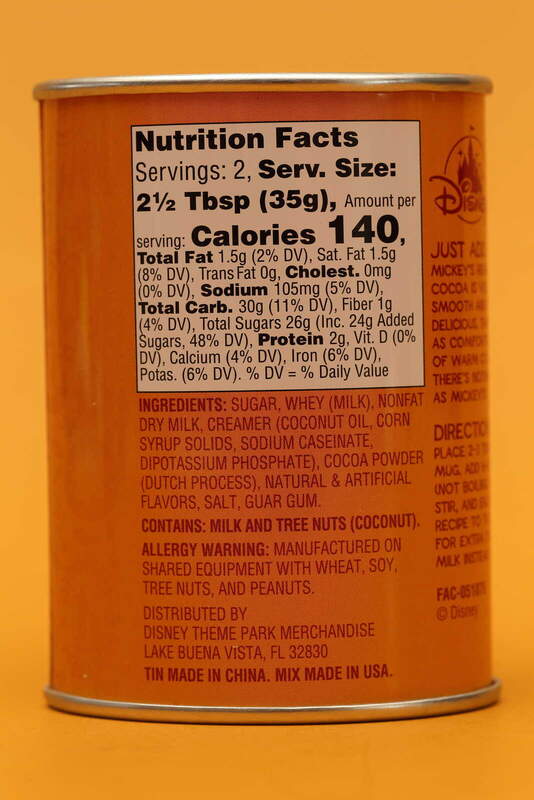 Nutrition Facts
Servings: 2, Serv. Size:
2½ Tbsp (35g), Amount per
serving: Calories 140,
Total Fat 1.5g (2% DV), Sat. Fat 1.5g
(8% DV), Trans Fat 0g, Cholest. 0mg
(0% DV), Sodium 105mg (5% DV),
Total Carb. 30g (11% DV), Fiber 1g
(4% DV), Total Sugars 26g (Inc. 24g Added
Sugars, 48% DV), Protein 2g, Vit. D (0%
DV), Calcium (4% DV), Iron (6% DV),
Potas. (6% DV). % DV = % Daily Value
INGREDIENTS: SUGAR, WHEY (MILK), NONFAT
DRY MILK, CREAMER (COCONUT OIL, CORN
SYRUP SOLIDS, SODIUM CASEINATE,
DIPOTASSIUM PHOSPHATE), COCOA POWDER
(DUTCH PROCESS), NATURAL & ARTIFICIAL
FLAVORS, SALT, GUAR GUM.
CONTAINS: MILK AND TREE NUTS (COCONUT).
ALLERGY WARNING: MANUFACTURED ON
SHARED EQUIPMENT WITH WHEAT, SOY,
TREE NUTS, AND PEANUTS.
DISTRIBUTED BY
DISNEY THEME PARK MERCHANDISE
LAKE BUENA ViSTA, FL 32830
TIN MADE IN CHINA. MIX MADE IN USA.
JUST
MICKEY'S
COCOA IS
SMOOTH
DELICIOUS.
AS
OF WARM
THERE'S
AS MICKEY'S
PLACE 2-3
MUG. ADD
(NOT
STIR, AND
RECIPE TO
FOR EXTRA
MILK
© Disney